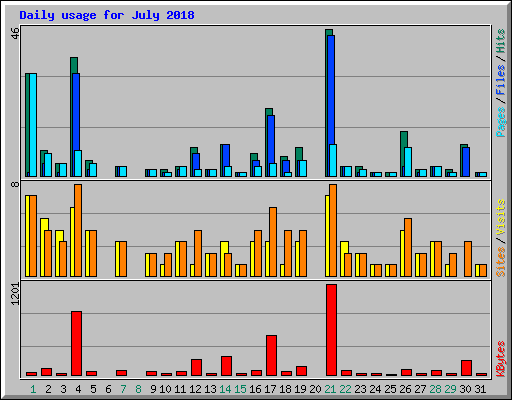 Daily usage for July 2018
46
Pages / Files / Hits
8
Sites / Visits
1201
KBytes
1 2 3 4 5 6 7 8 9 10 11 12 13 14 15 16 17 18 19 20 21 22 23 24 25 26 27 28 29 30 31